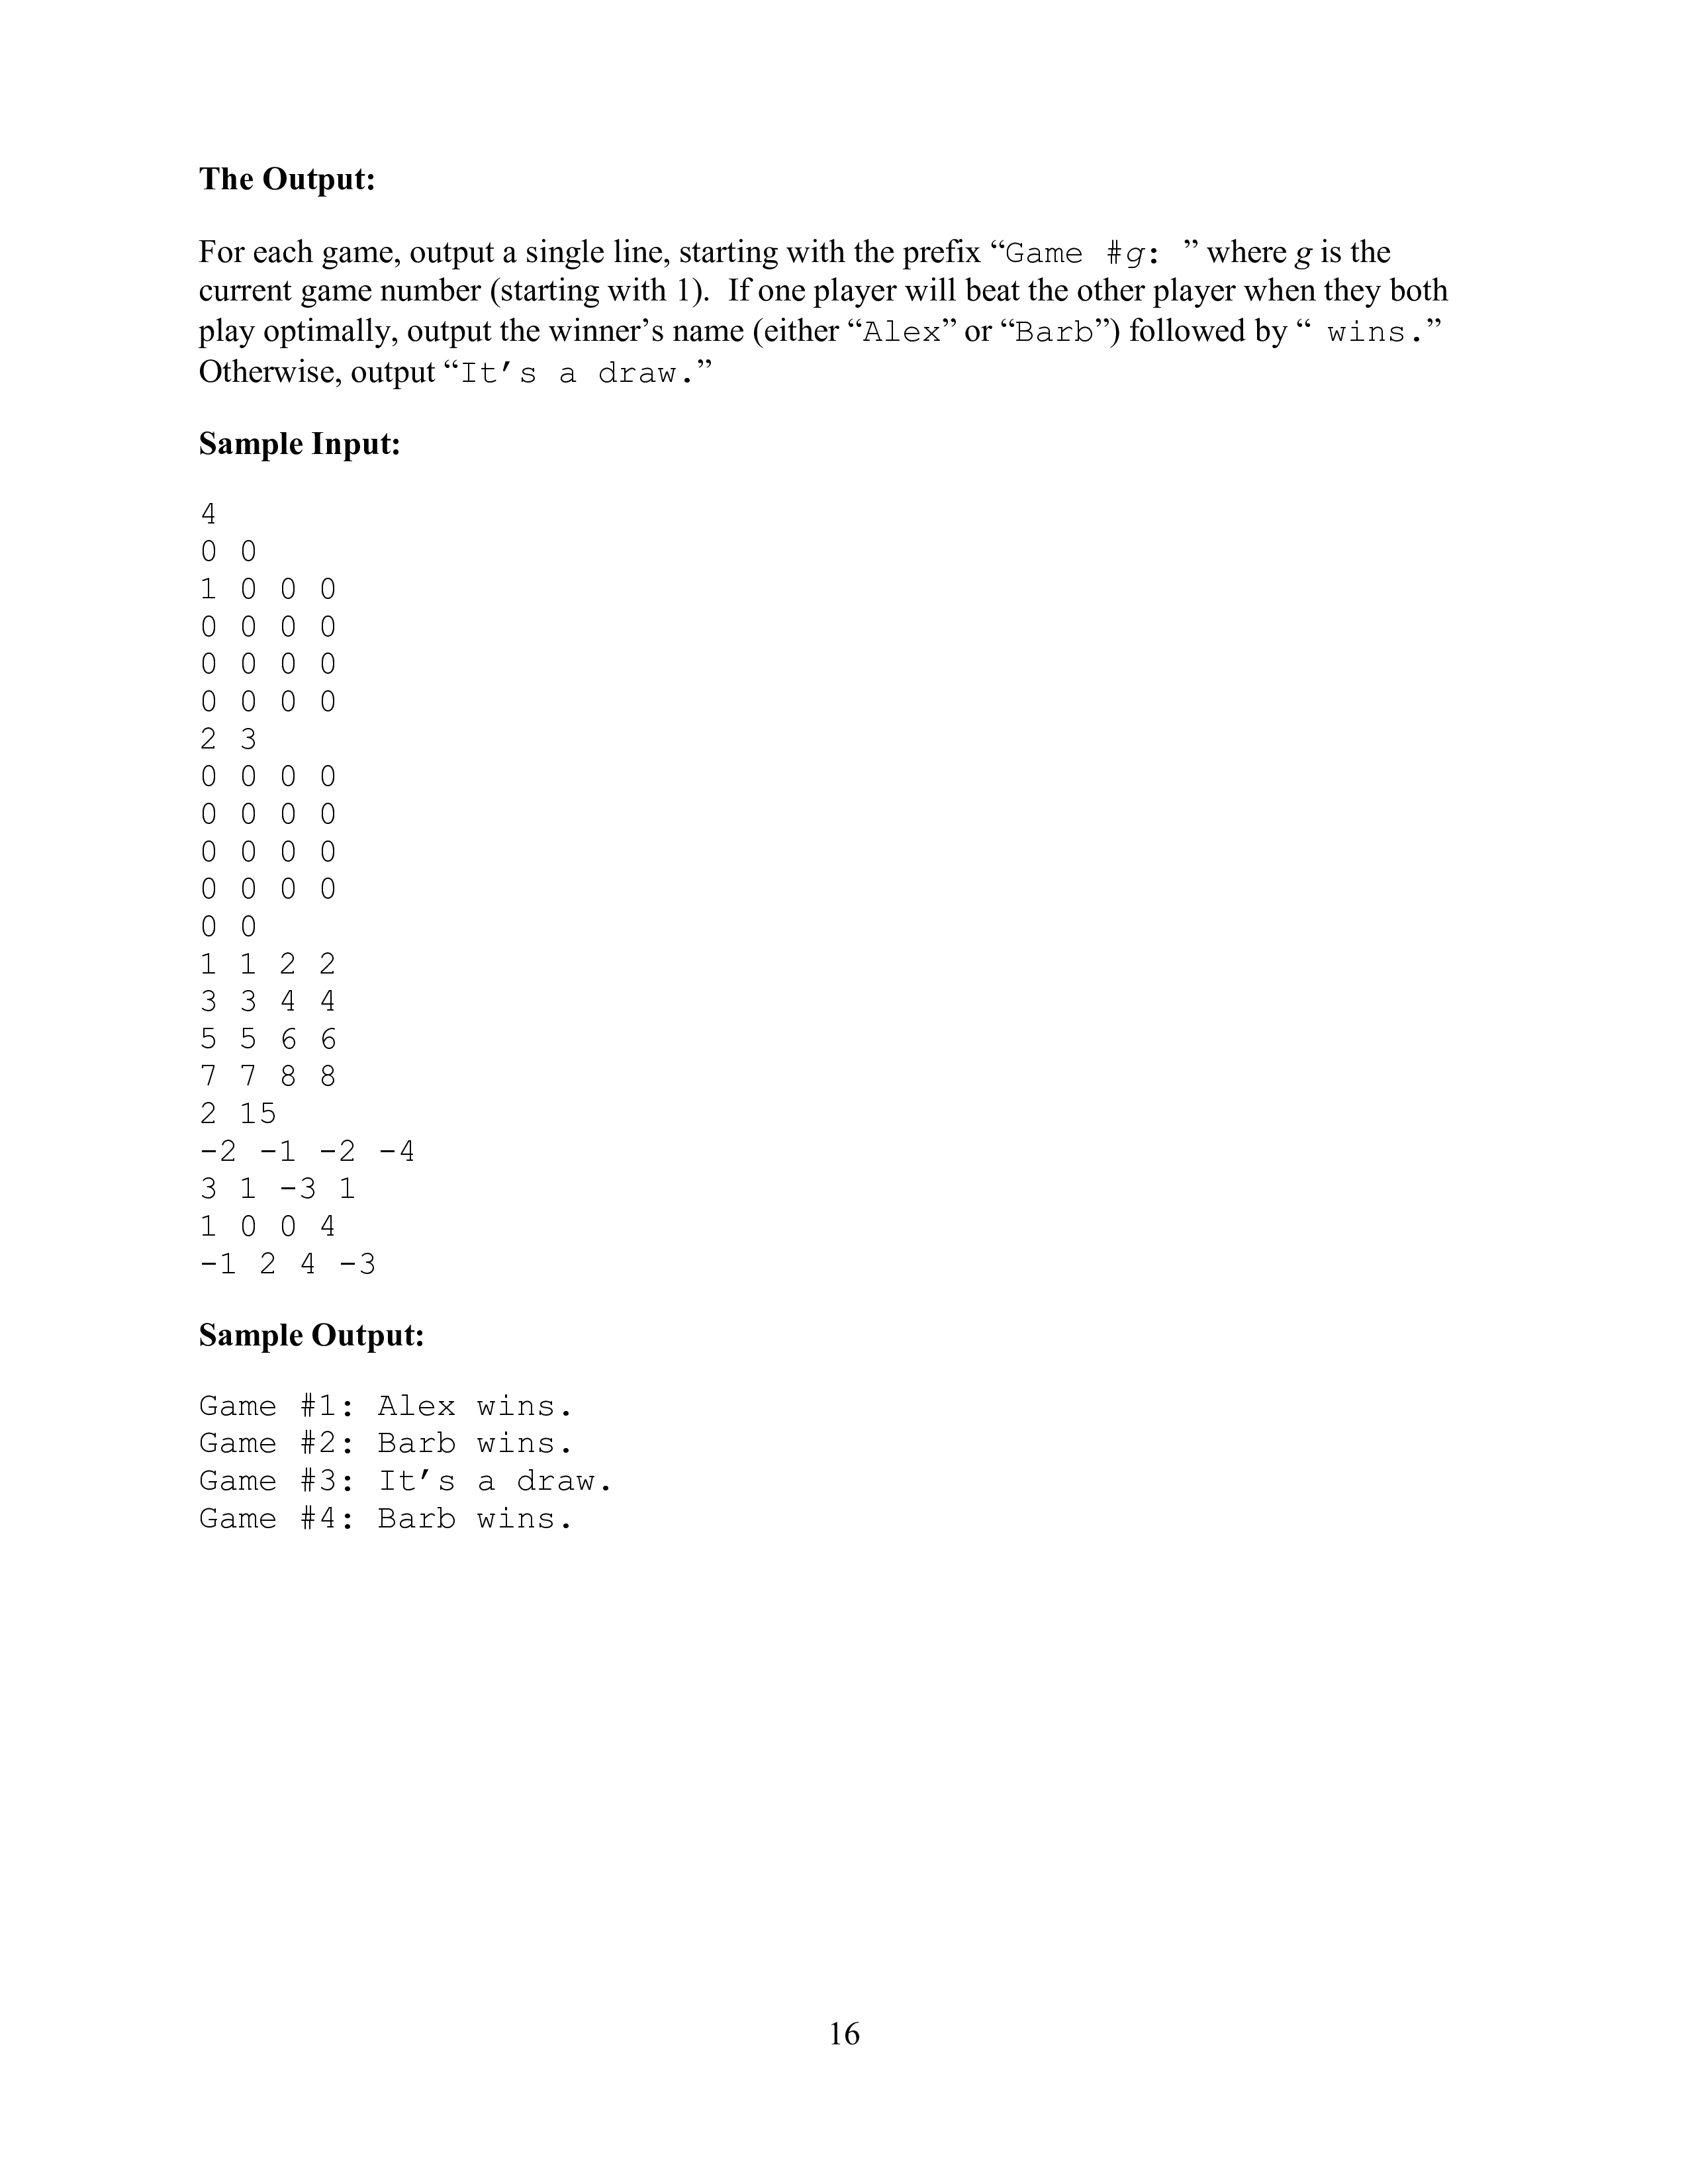 The Output:
For each game, output a single line, starting with the prefix “Game #g: ” where g is the
current game number (starting with 1).  If one player will beat the other player when they both
play optimally, output the winner’s name (either “Alex” or “Barb”) followed by “ wins.”
Otherwise, output “It’s a draw.”
Sample Input:
4
0 0
1 0 0 0
0 0 0 0
0 0 0 0
0 0 0 0
2 3
0 0 0 0
0 0 0 0
0 0 0 0
0 0 0 0
0 0
1 1 2 2
3 3 4 4
5 5 6 6
7 7 8 8
2 15
-2 -1 -2 -4
3 1 -3 1
1 0 0 4
-1 2 4 -3
Sample Output:
Game #1: Alex wins.
Game #2: Barb wins.
Game #3: It’s a draw.
Game #4: Barb wins.
16